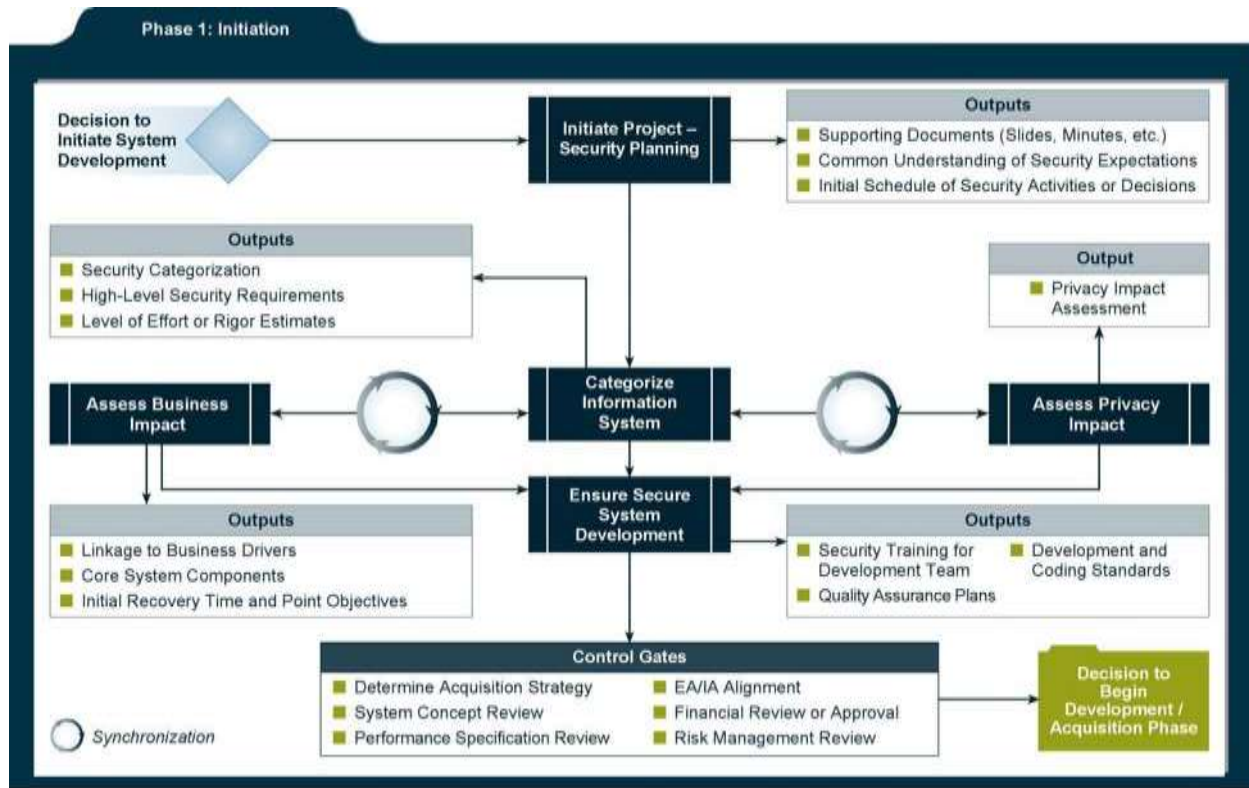 Phase 1: Initiation
Decision to
Initiate System
Development
Initiate Project –
Security Planning
Outputs
Supporting Documents (Slides, Minutes, etc.)
Common Understanding of Security Expectations
Initial Schedule of Security Activities or Decisions
Outputs
Security Categorization
High-Level Security Requirements
Level of Effort or Rigor Estimates
Output
Privacy Impact
Assessment
Assess Business
Impact
Categorize
Information
System
Assess Privacy
Impact
Ensure Secure
System
Development
Outputs
Linkage to Business Drivers
Core System Components
Initial Recovery Time and Point Objectives
Outputs
Security Training for
Development Team
Quality Assurance Plans
Development and
Coding Standards
Control Gates
Determine Acquisition Strategy
System Concept Review
Performance Specification Review
EA/IA Alignment
Financial Review or Approval
Risk Management Review
Decision to
Begin
Development /
Acquisition Phase
Synchronization